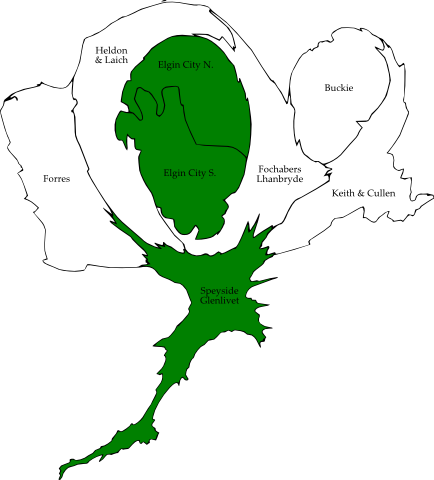 Heldon
& Laich
Elgin City N.
Buckie
Forres
Elgin City S.
Fochabers
Lhanbryde
Keith & Cullen
Speyside
Glenlivet